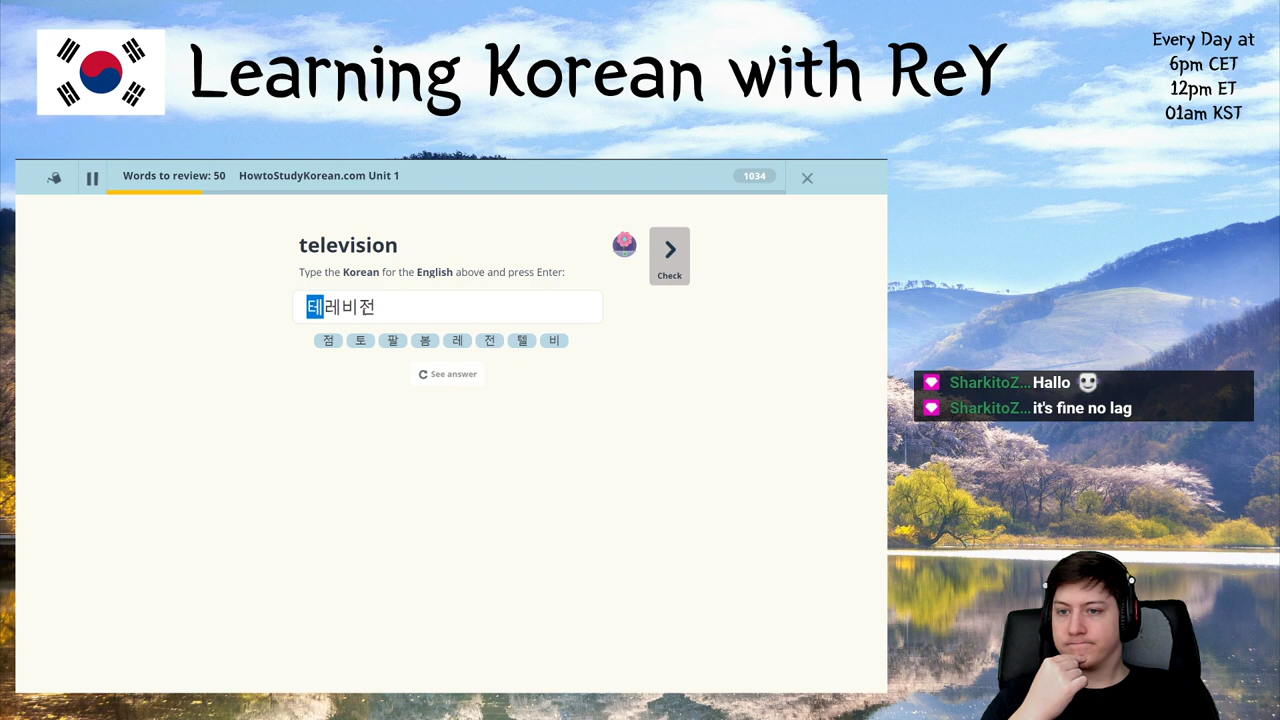 Learning Korean with ReY
Every Day at
6pm CET
12pm ET
01am KST
Words to review: 50 HowtoStudyKorean.com Unit 1
1034
television
Type the Korean for the English above and press Enter:
Check
테레비전
점 토 팔 봄 레 전 텔 비
See answer
SharkitoZ... Hallo
SharkitoZ... it's fine no lag